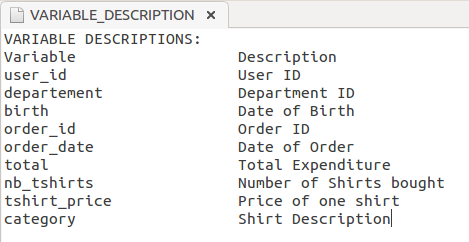 VARIABLE_DESCRIPTION ×
VARIABLE DESCRIPTIONS:
Variable Description
user_id User ID
departement Department ID
birth Date of Birth
order_id Order ID
order_date Date of Order
total Total Expenditure
nb_tshirts Number of Shirts bought
tshirt_price Price of one shirt
category Shirt Description